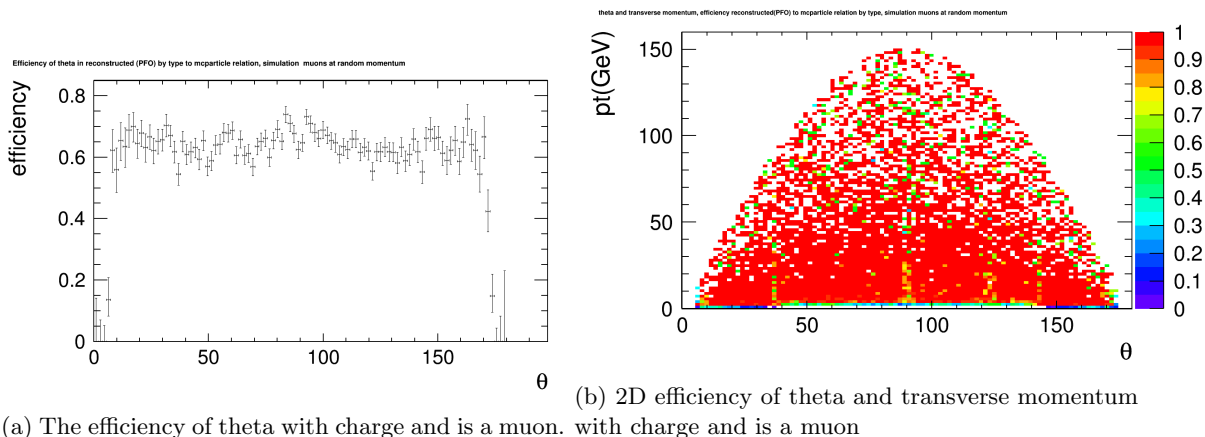 theta and transverse momentum, efficiency reconstructed(PFO) to mcparticle relation by type, simulation muons at random momentum
Efficiency of theta in reconstructed (PFO) by type to mcparticle relation, simulation muons at random momentum
efficiency
0.8
0.6
0.4
0.2
0
0 50 100 150
θ
pt(GeV)
150
100
50
0
0 50 100 150
θ
1
0.9
0.8
0.7
0.6
0.5
0.4
0.3
0.2
0.1
0
(b) 2D efficiency of theta and transverse momentum
(a) The efficiency of theta with charge and is a muon. with charge and is a muon